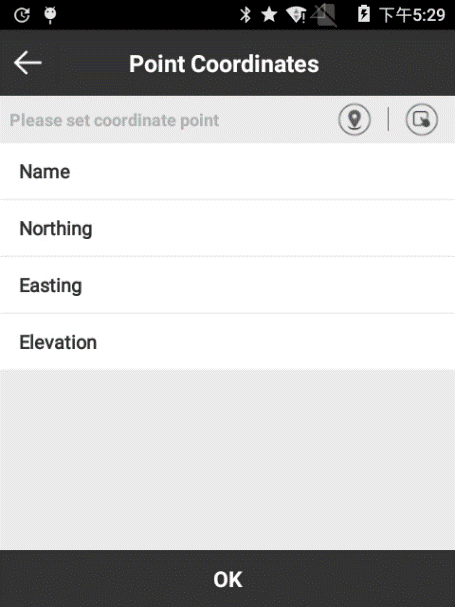 下午5:29
Point Coordinates
Please set coordinate point
Name
Northing
Easting
Elevation
OK